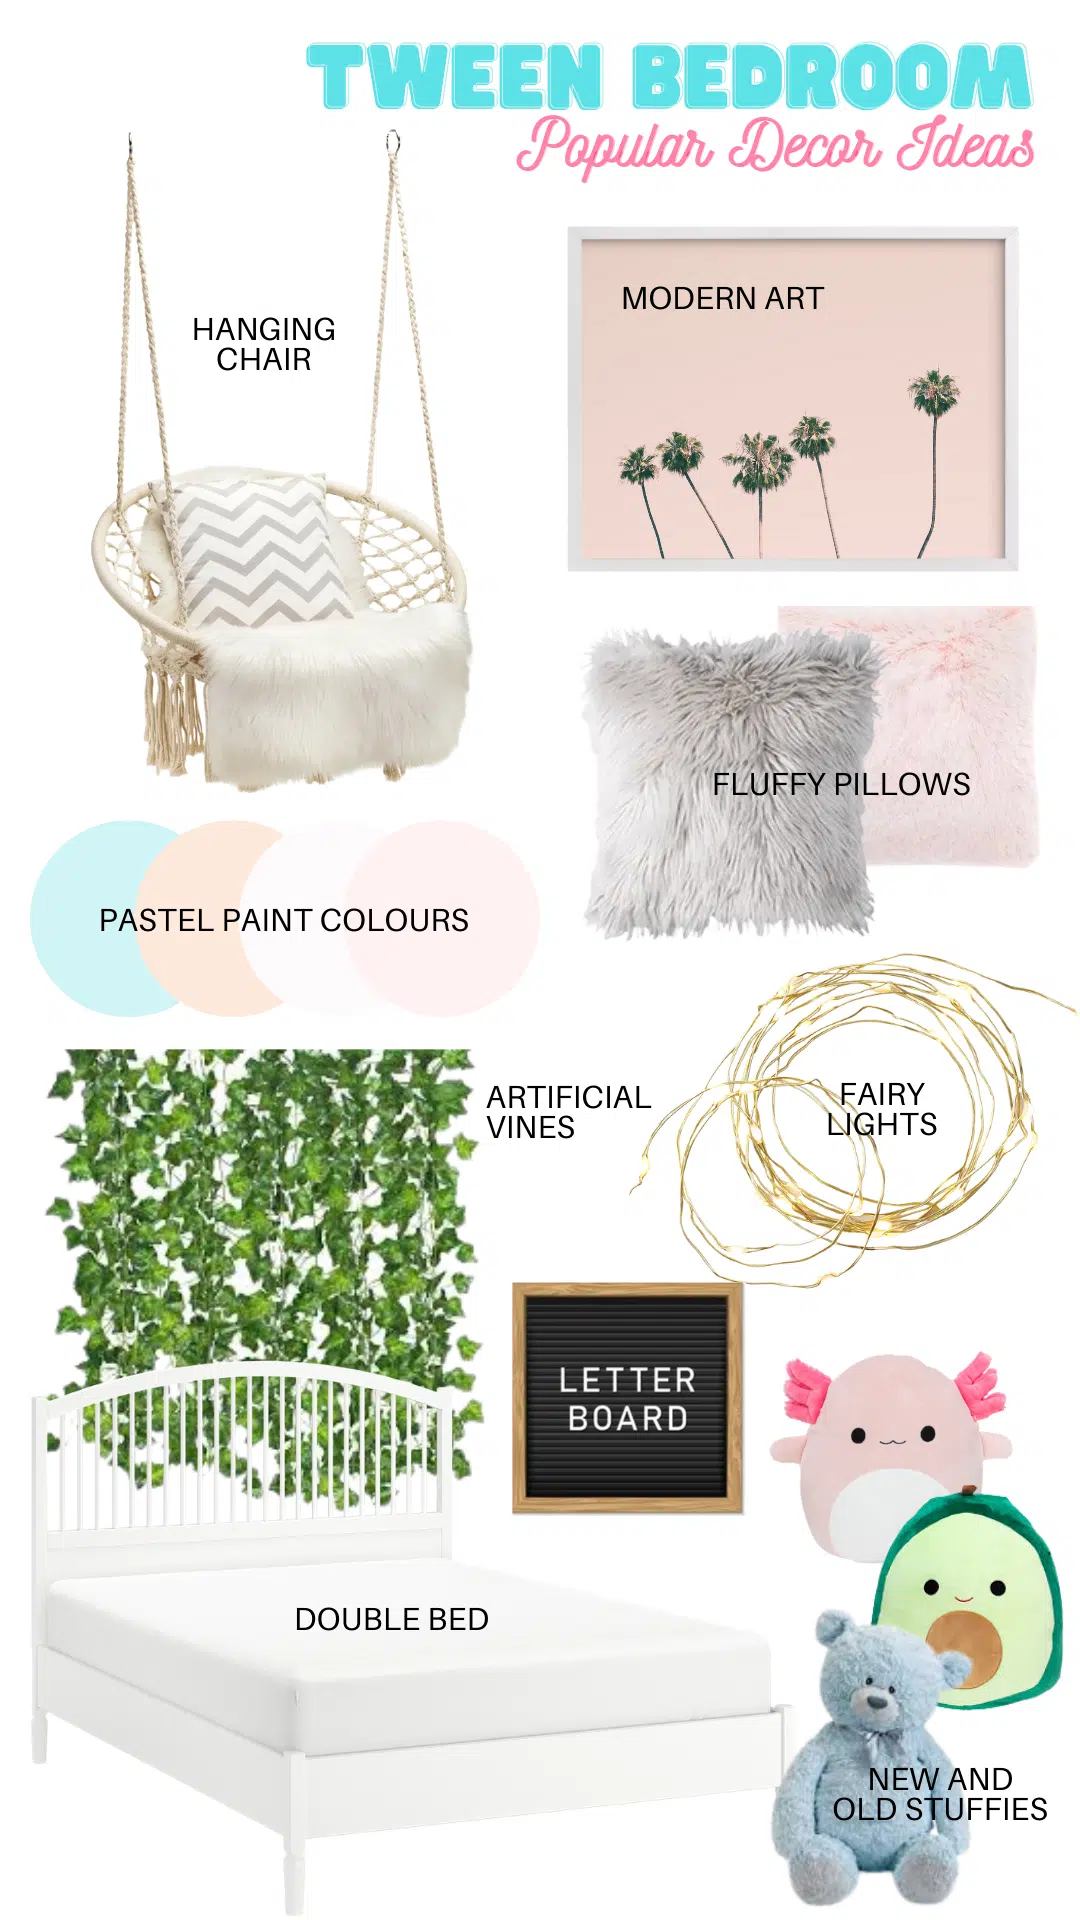 TWEEN BEDROOM
Popular Decor Ideas
HANGING
CHAIR
MODERN ART
FLUFFY PILLOWS
PASTEL PAINT COLOURS
ARTIFICIAL
VINES
FAIRY
LIGHTS
LETTER
BOARD
DOUBLE BED
NEW AND
OLD STUFFIES